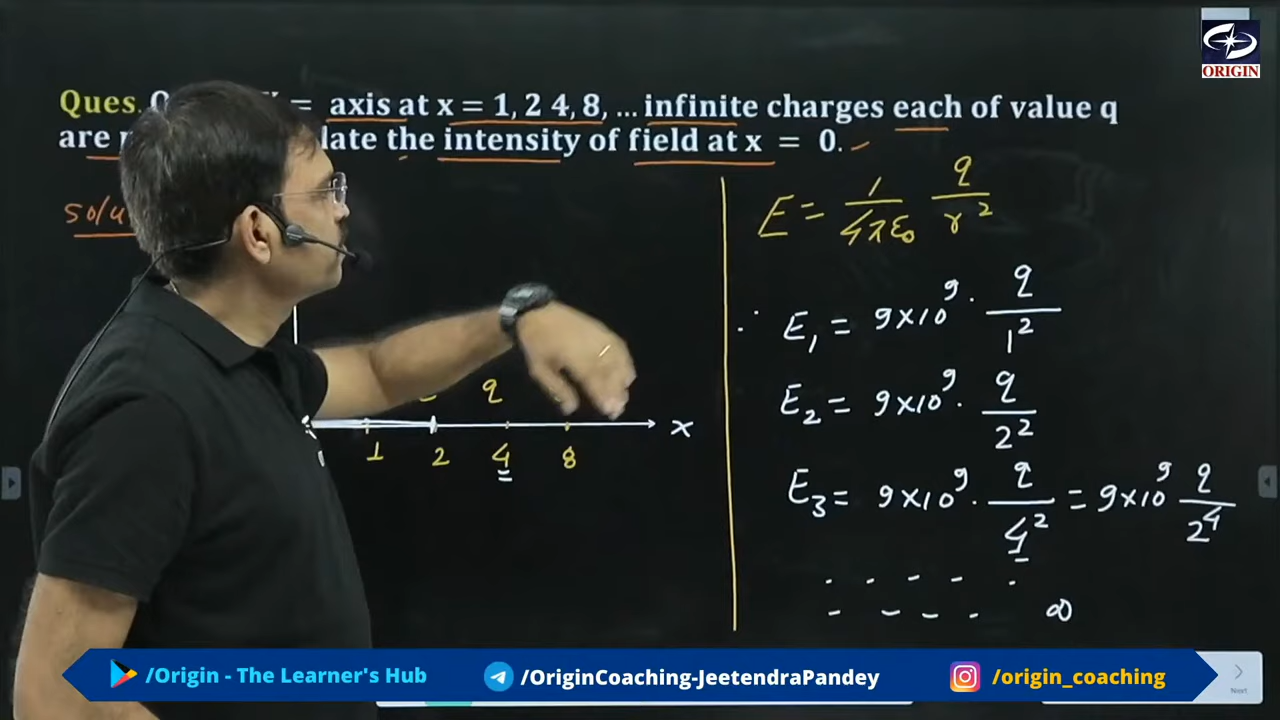 ORIGIN
Ques. = axis at x = 1, 2 4, 8, ... infinite charges each of value q
are late the intensity of field at x = 0.
solu
E = 1/4πε₀ q/r²
∴ E₁ = 9×10⁹ · q/1²
E₂ = 9×10⁹ · q/2²
E₃ = 9×10⁹ · q/4² = 9×10⁹ q/2⁴
. . . . .
- - - - ∞
q
1 2 4 8 x
/Origin - The Learner's Hub
/OriginCoaching-JeetendraPandey
/origin_coaching
Next